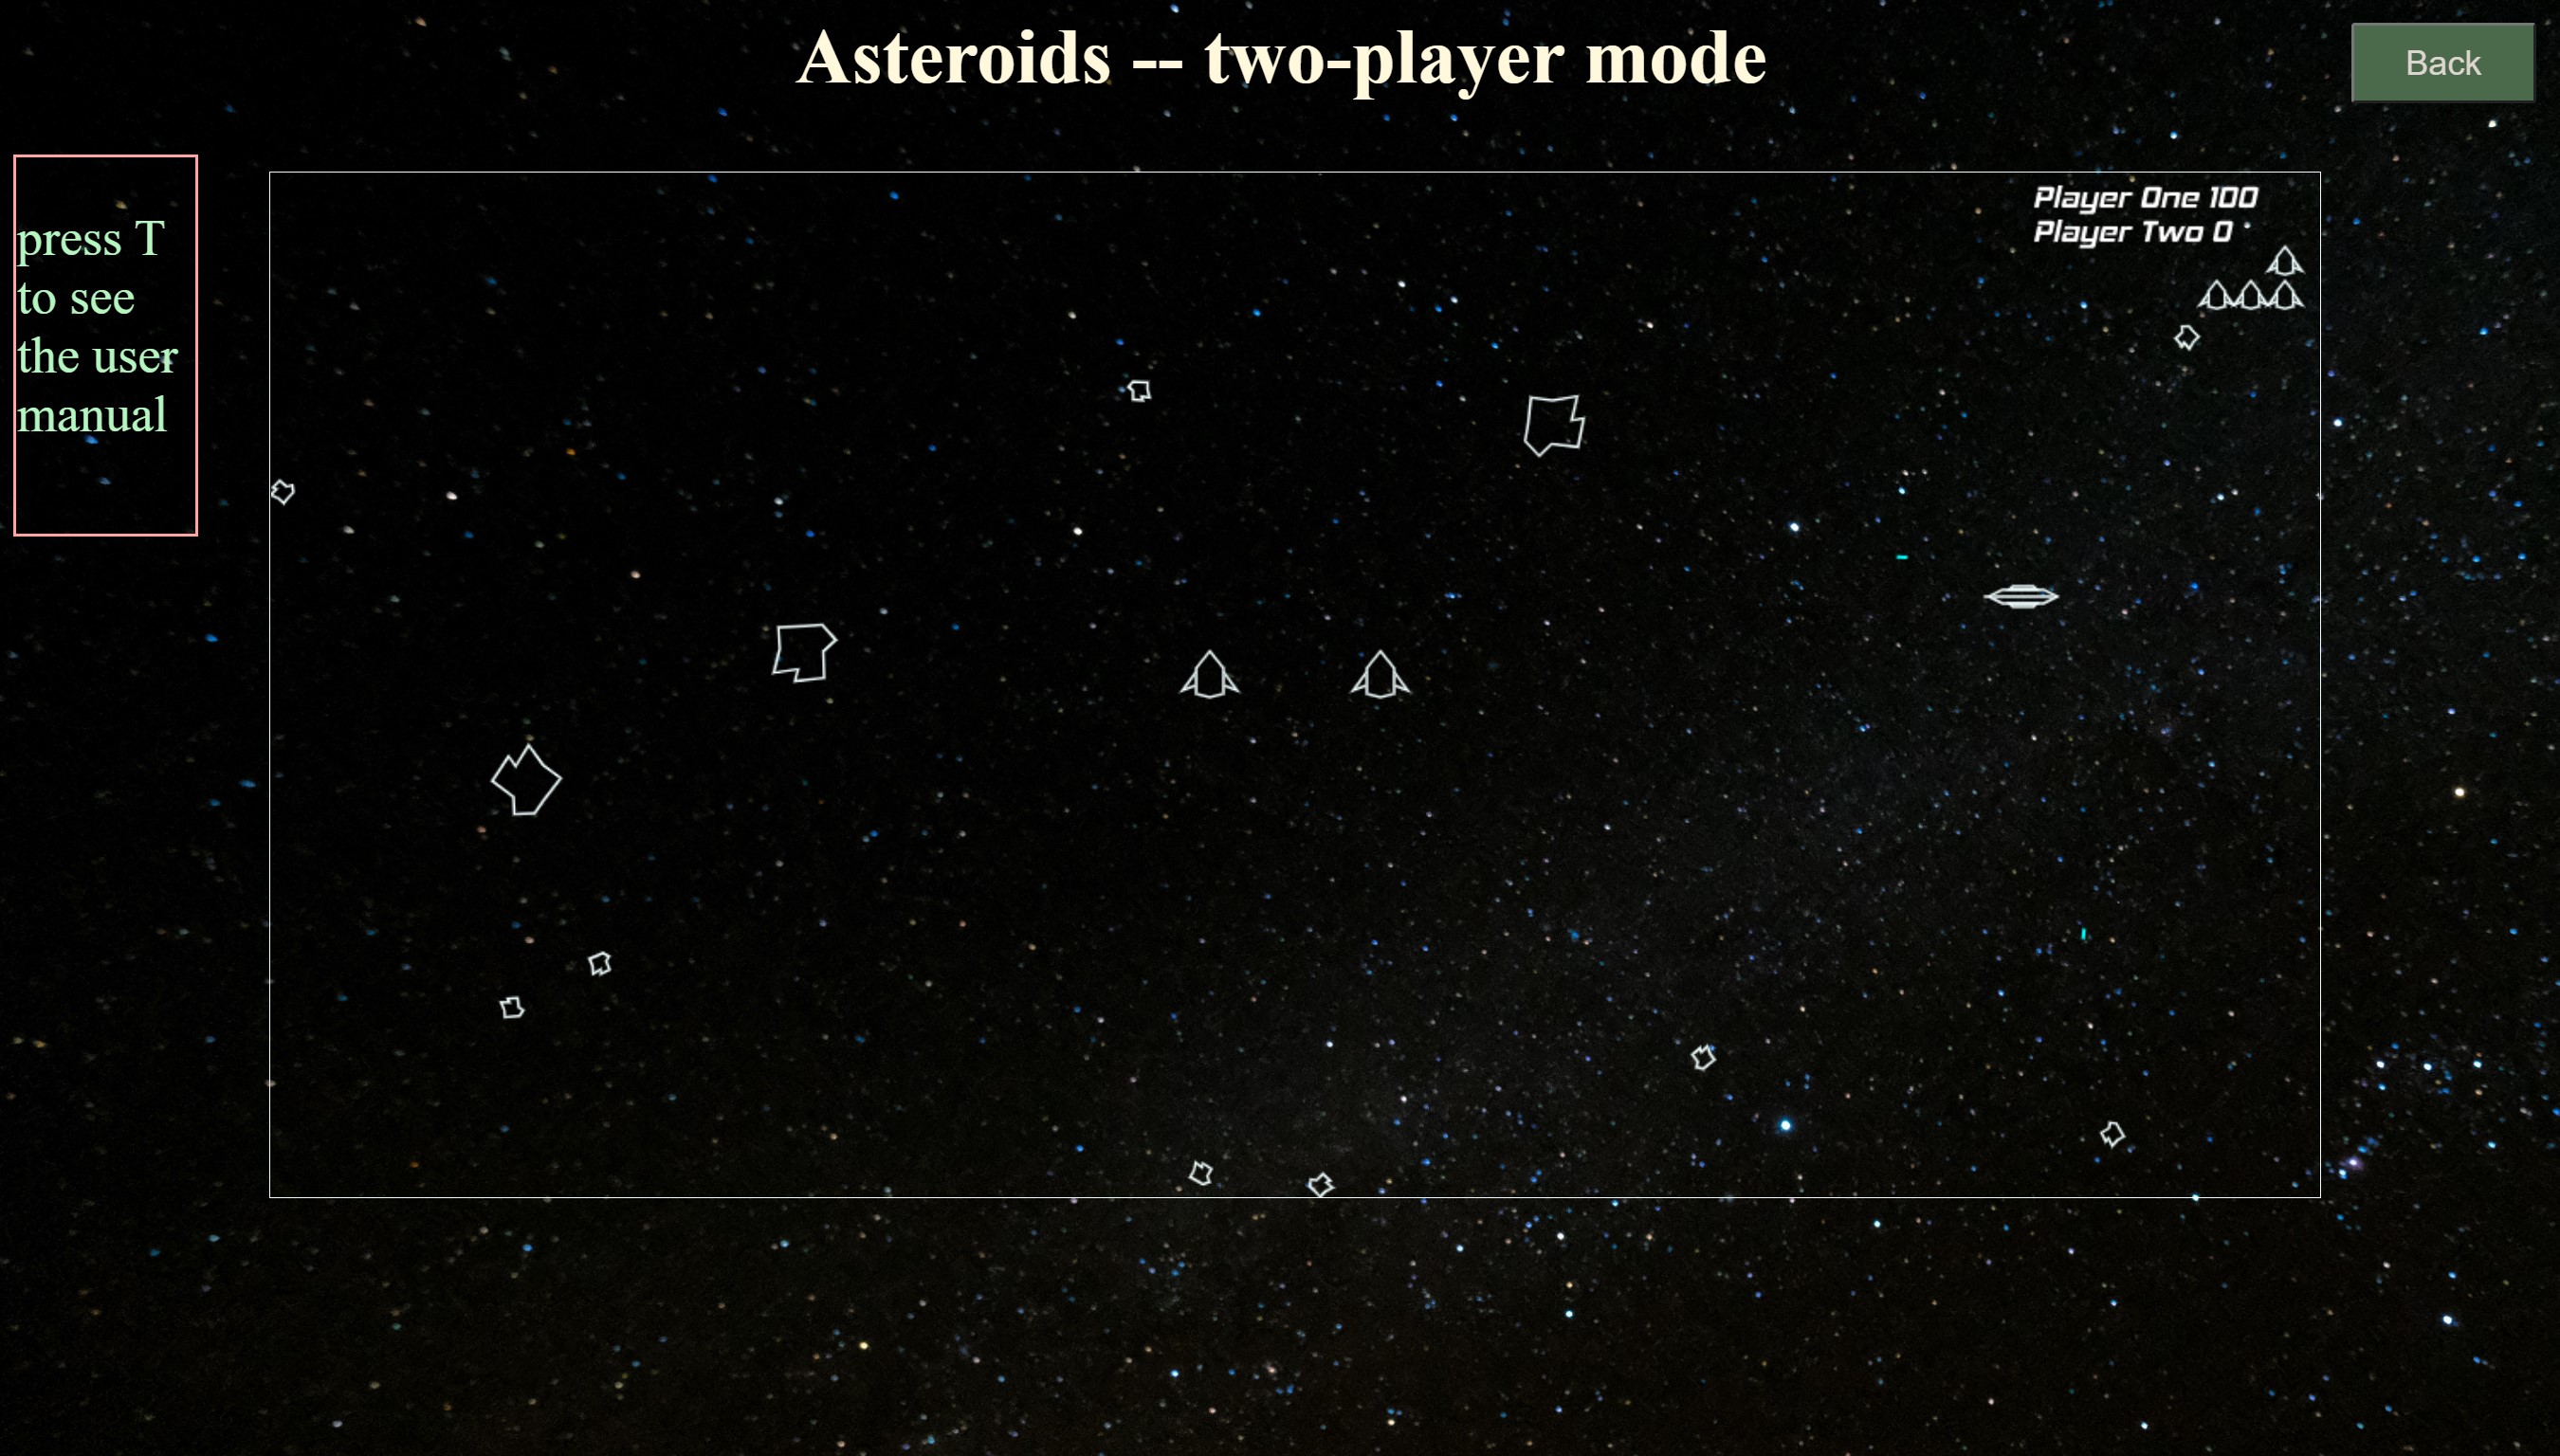 Asteroids -- two-player mode
Back
press T
to see
the user
manual
Player One 100
Player Two 0